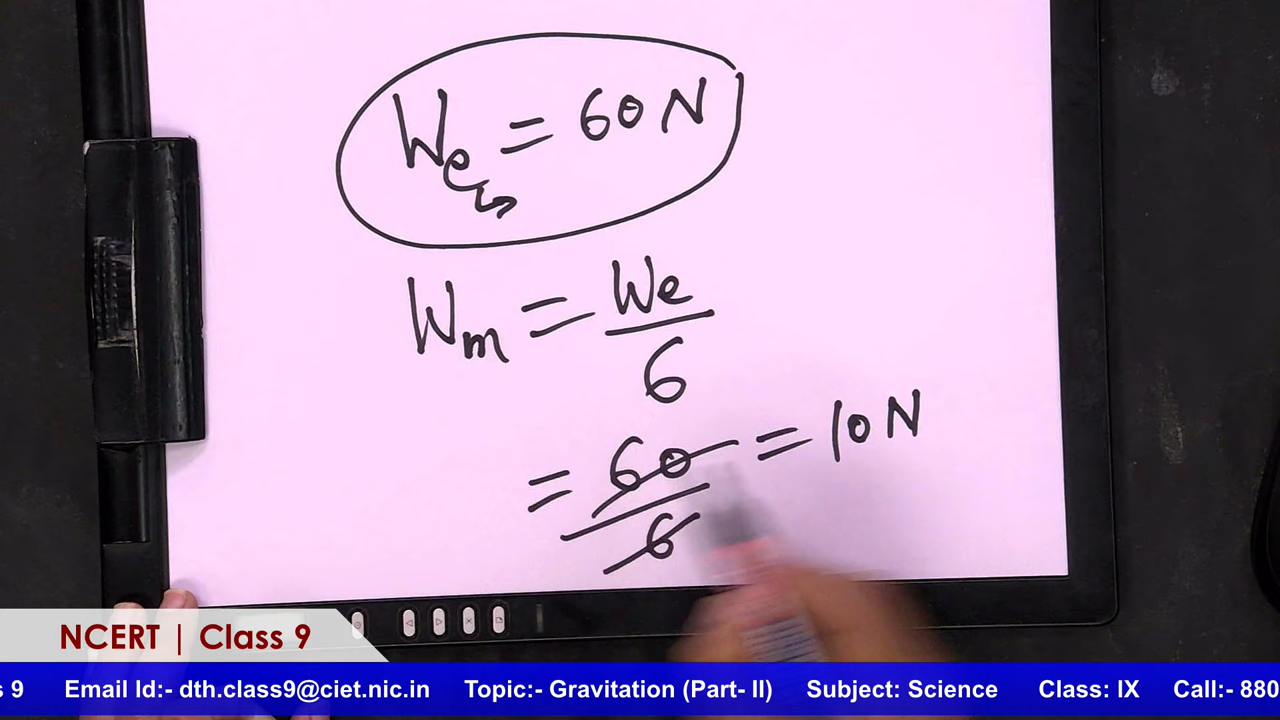 We = 60 N
Wm = We/6
= 60/6 = 10 N
NCERT | Class 9
s 9 Email Id:- dth.class9@ciet.nic.in Topic:- Gravitation (Part- II) Subject: Science Class: IX Call:- 880